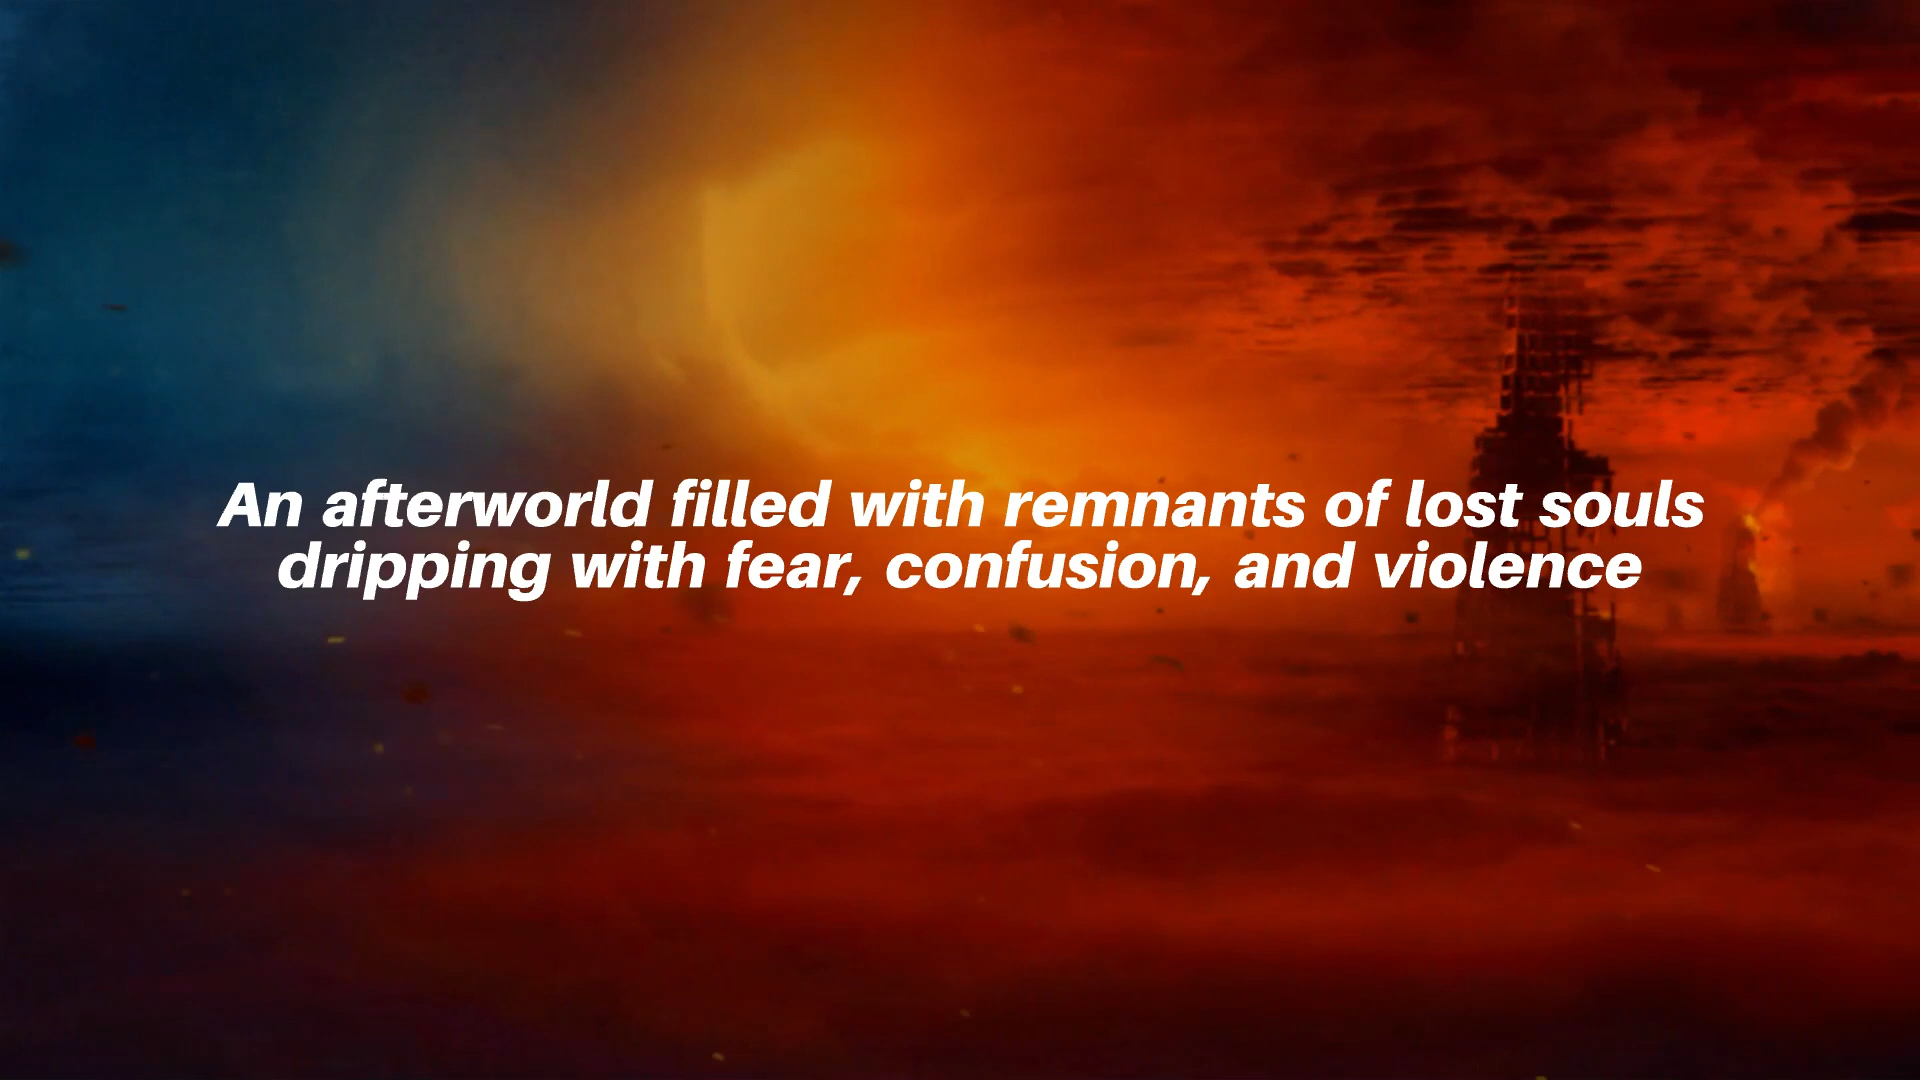 An afterworld filled with remnants of lost souls
dripping with fear, confusion, and violence